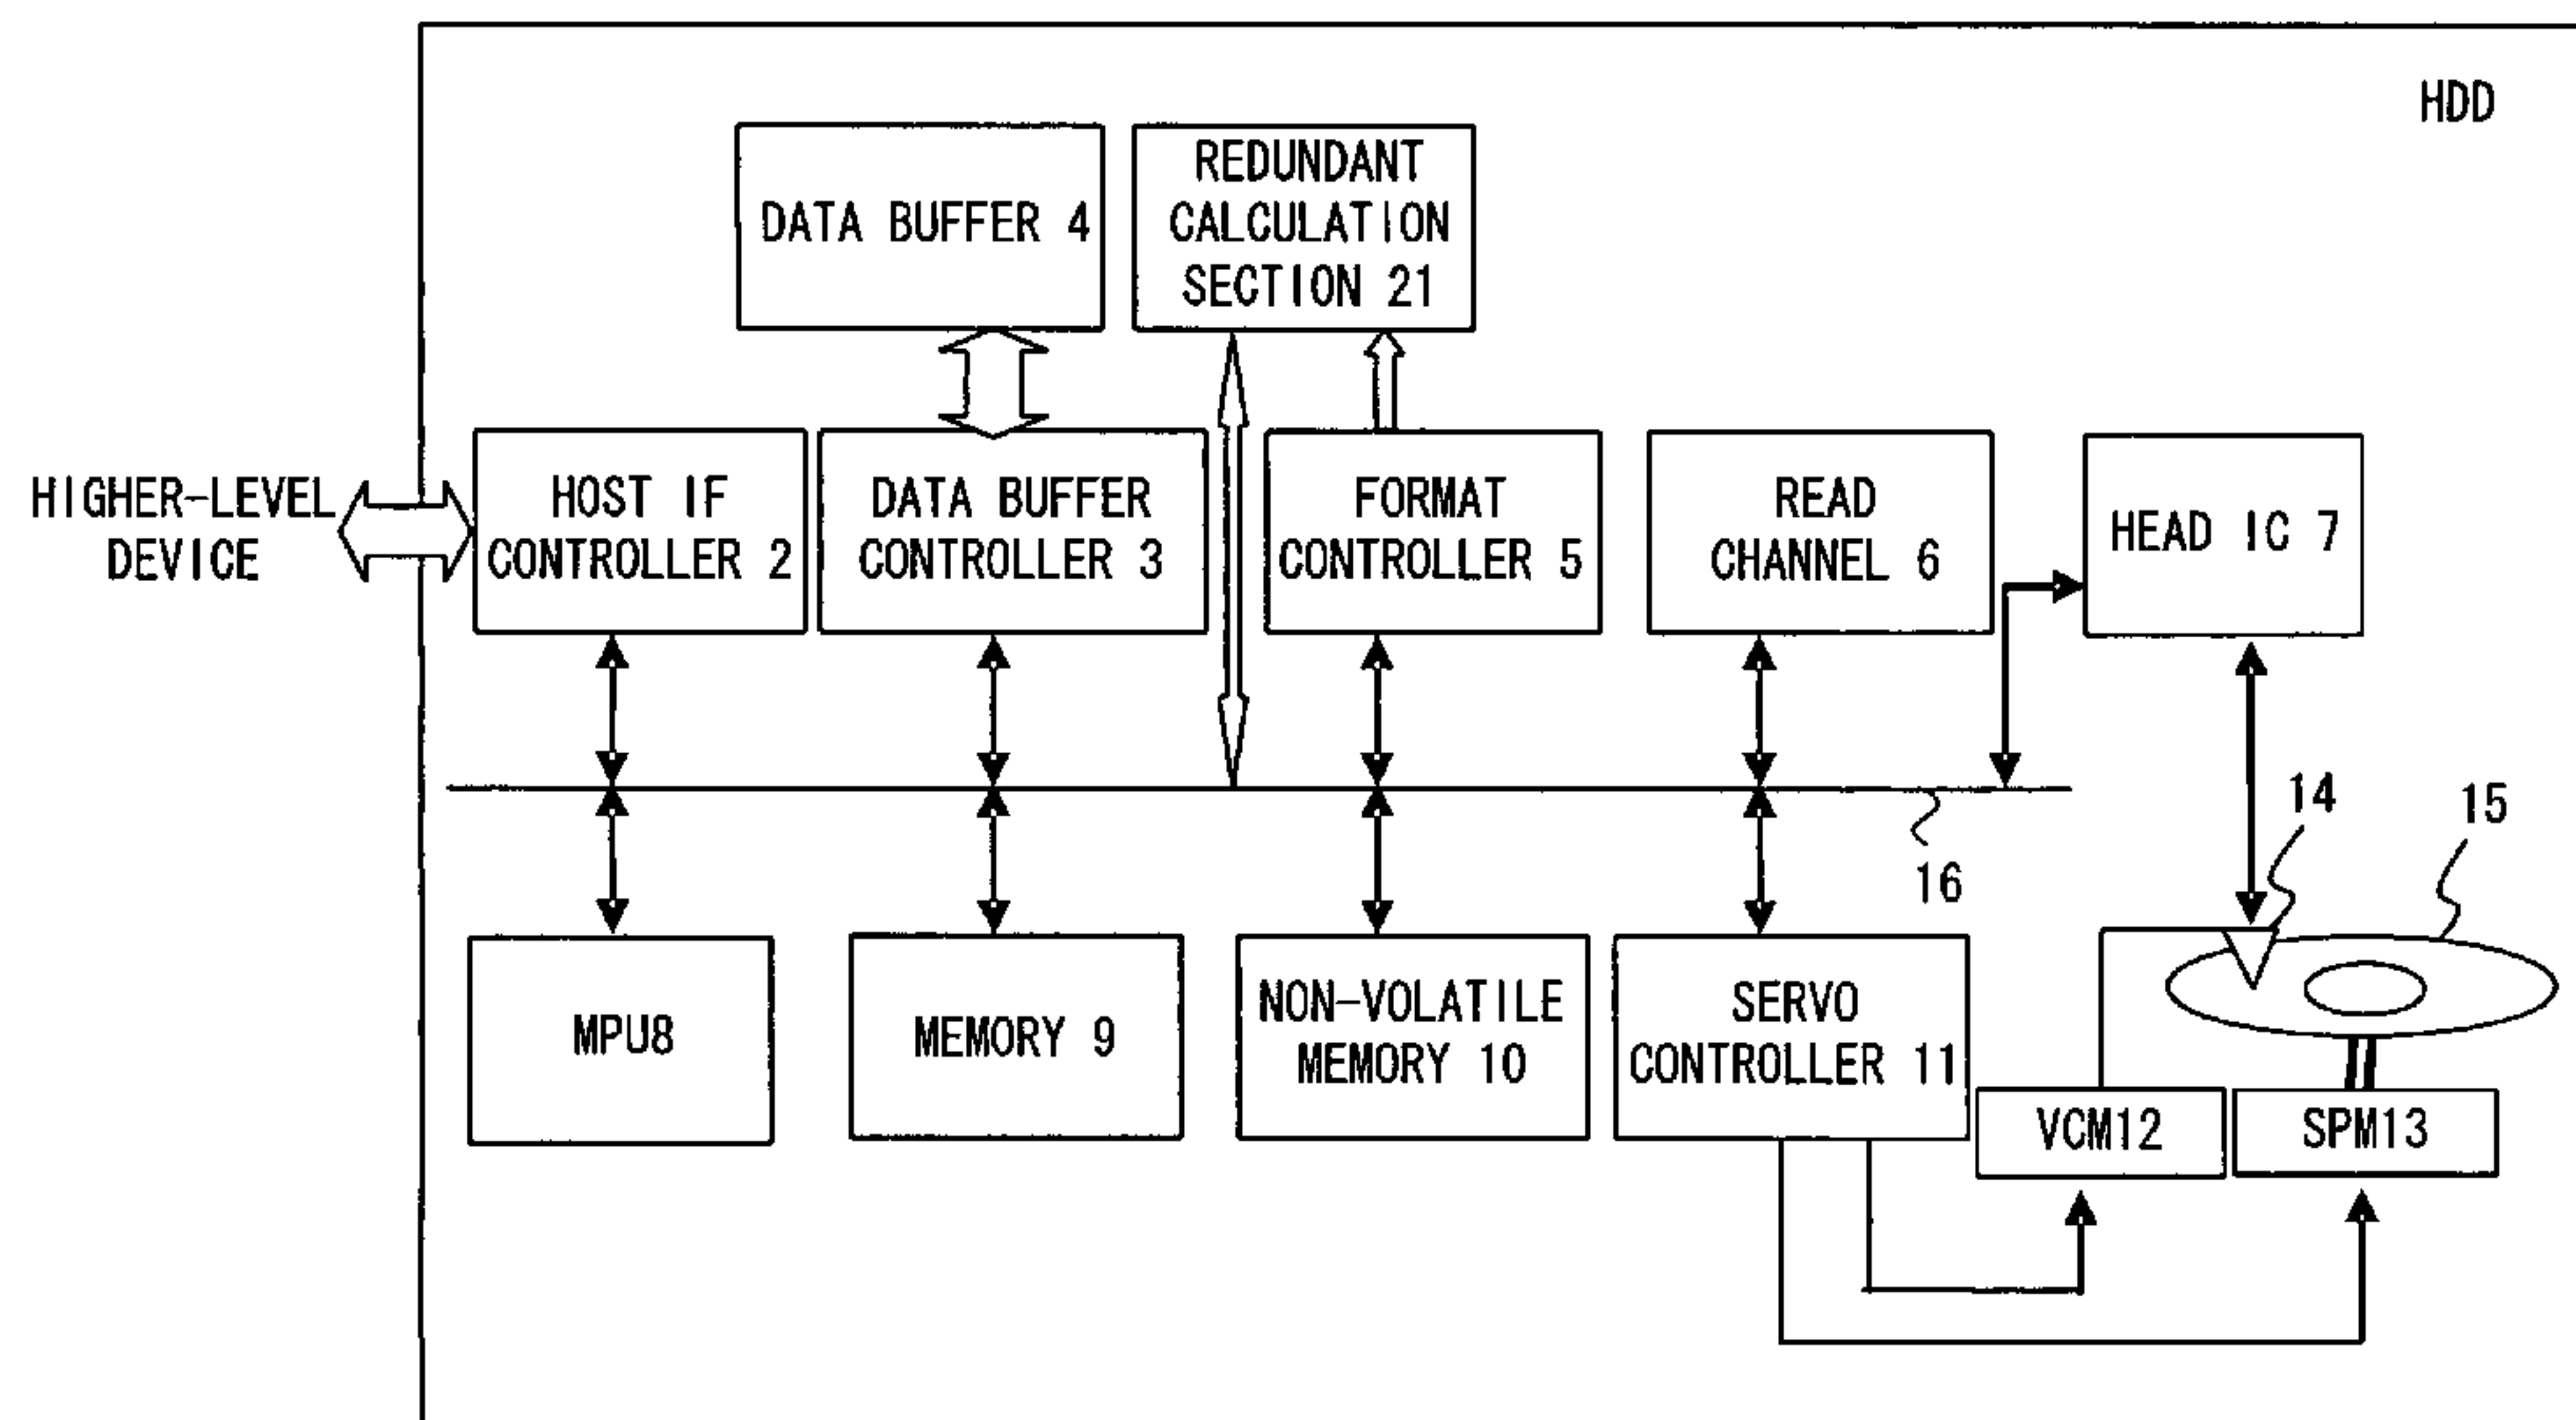 HDD
DATA BUFFER 4
REDUNDANT
CALCULATION
SECTION 21
HIGHER-LEVEL
DEVICE
HOST IF
CONTROLLER 2
DATA BUFFER
CONTROLLER 3
FORMAT
CONTROLLER 5
READ
CHANNEL 6
HEAD IC 7
14
15
16
MPU8
MEMORY 9
NON-VOLATILE
MEMORY 10
SERVO
CONTROLLER 11
VCM12
SPM13